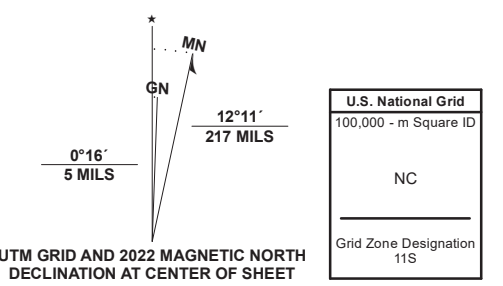 ★
MN
GN
12°11´
217 MILS
0°16´
5 MILS
UTM GRID AND 2022 MAGNETIC NORTH
DECLINATION AT CENTER OF SHEET
U.S. National Grid
100,000 - m Square ID
NC
Grid Zone Designation
11S